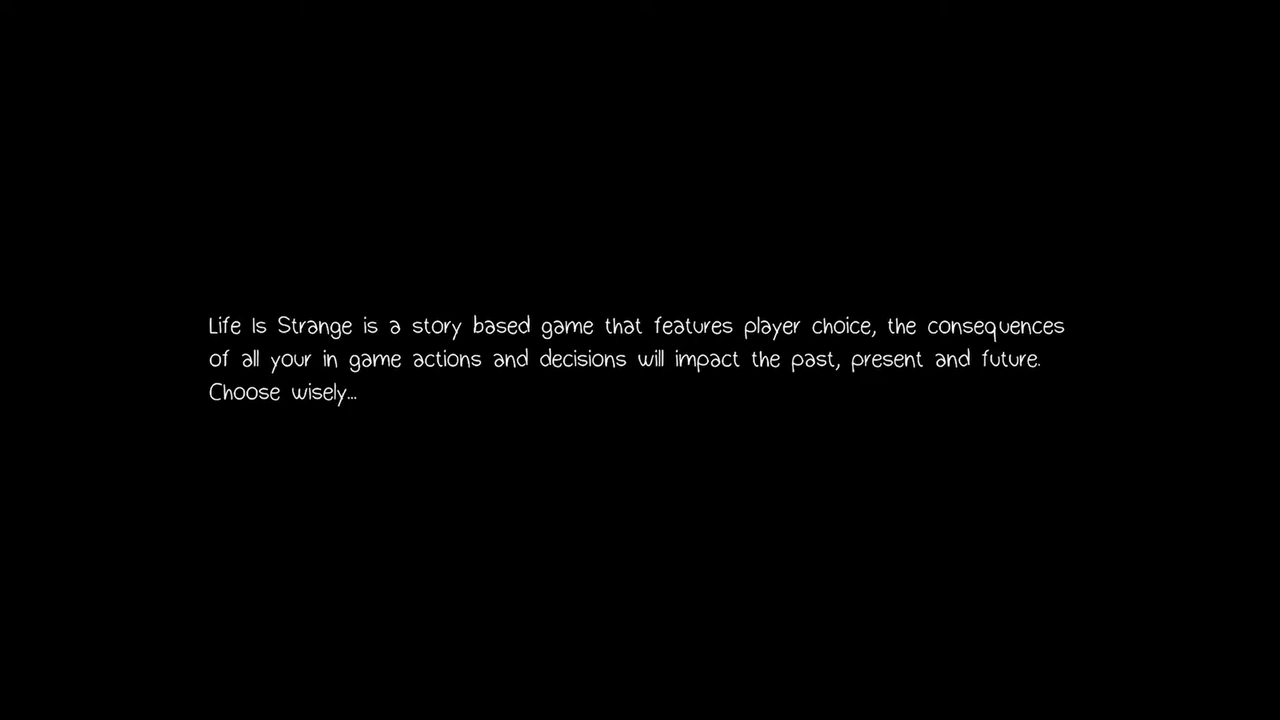 Life Is Strange is a story based game that features player choice, the consequences
of all your in game actions and decisions will impact the past, present and future.
Choose wisely...